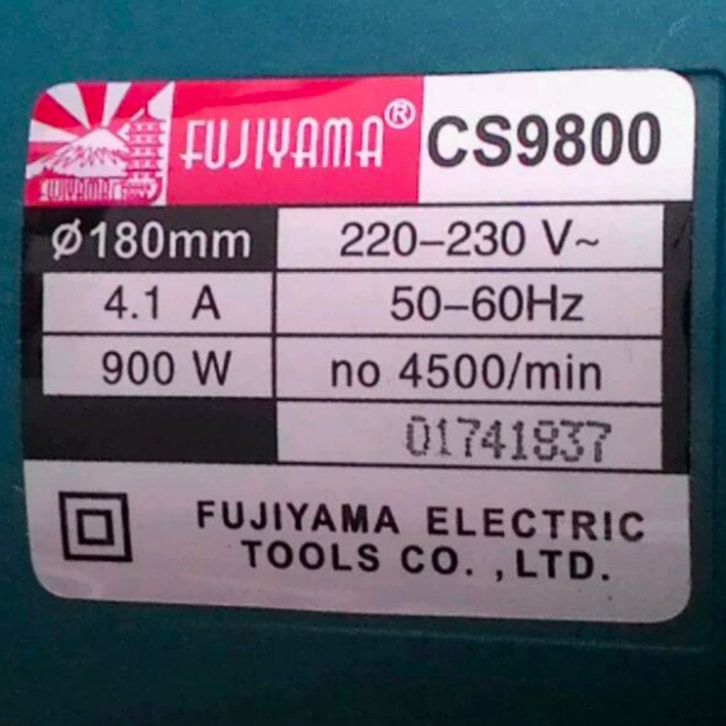 FUJIYAMA® CS9800
FUJIYAMA
Ø180mm 220–230 V~
4.1 A 50–60Hz
900 W no 4500/min
01741837
FUJIYAMA ELECTRIC
TOOLS CO. ,LTD.